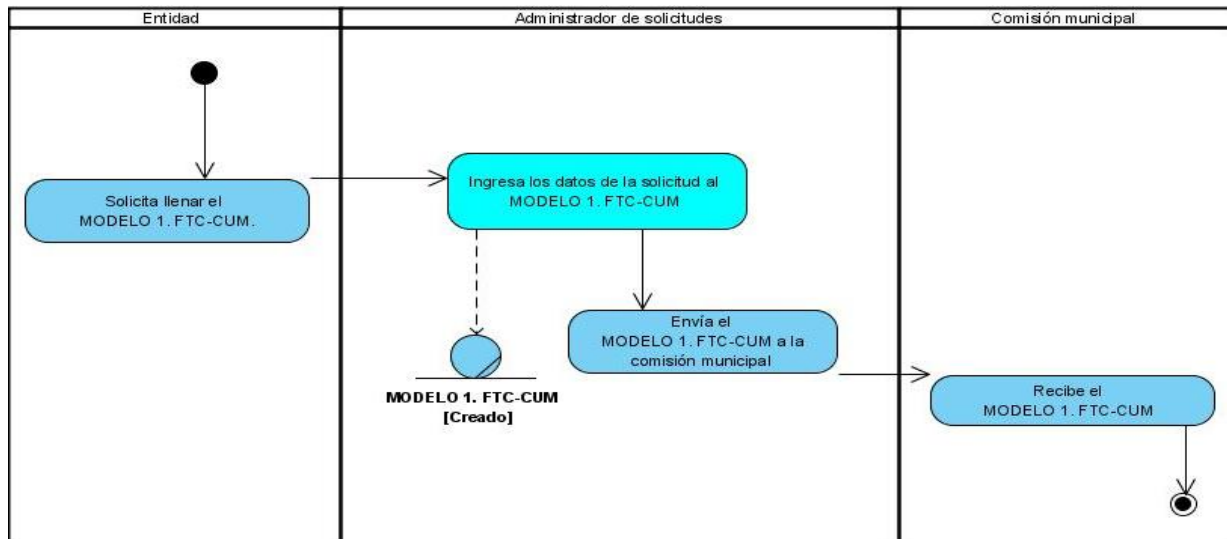 Entidad
Administrador de solicitudes
Comisión municipal
Solicita llenar el
MODELO 1. FTC-CUM.
Ingresa los datos de la solicitud al
MODELO 1. FTC-CUM
Envía el
MODELO 1. FTC-CUM a la
comisión municipal
MODELO 1. FTC-CUM
[Creado]
Recibe el
MODELO 1. FTC-CUM